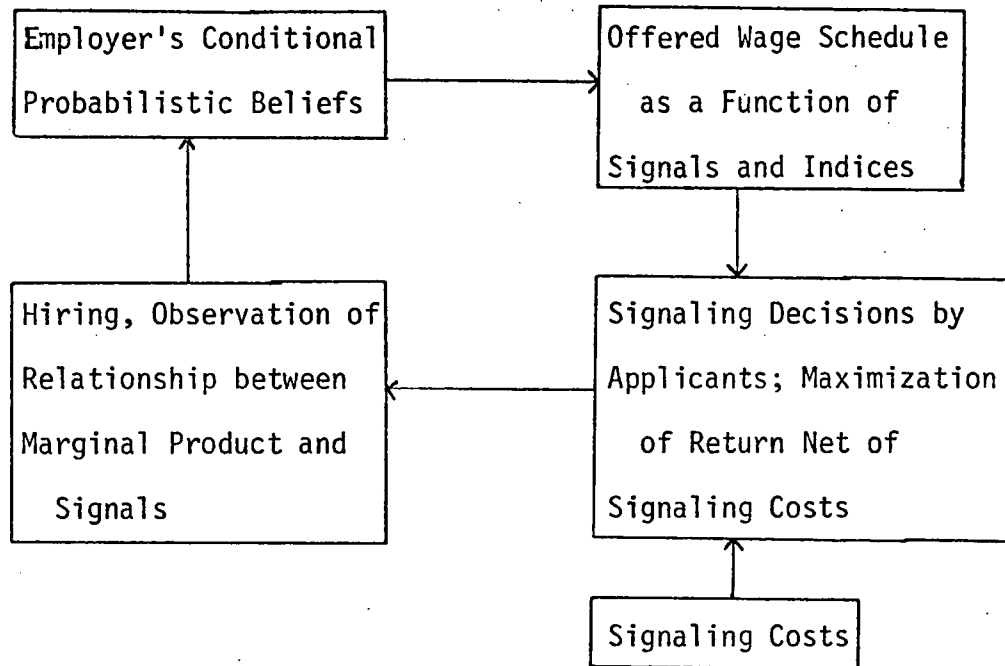 Employer's Conditional
Probabilistic Beliefs
Offered Wage Schedule
as a Function of
Signals and Indices
Hiring, Observation of
Relationship between
Marginal Product and
Signals
Signaling Decisions by
Applicants; Maximization
of Return Net of
Signaling Costs
Signaling Costs